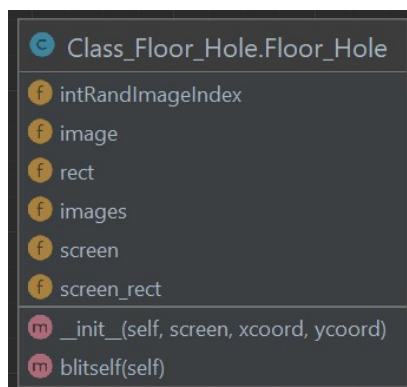 C Class_Floor_Hole.Floor_Hole
f intRandImageIndex
f image
f rect
f images
f screen
f screen_rect
m __init__(self, screen, xcoord, ycoord)
m blitself(self)